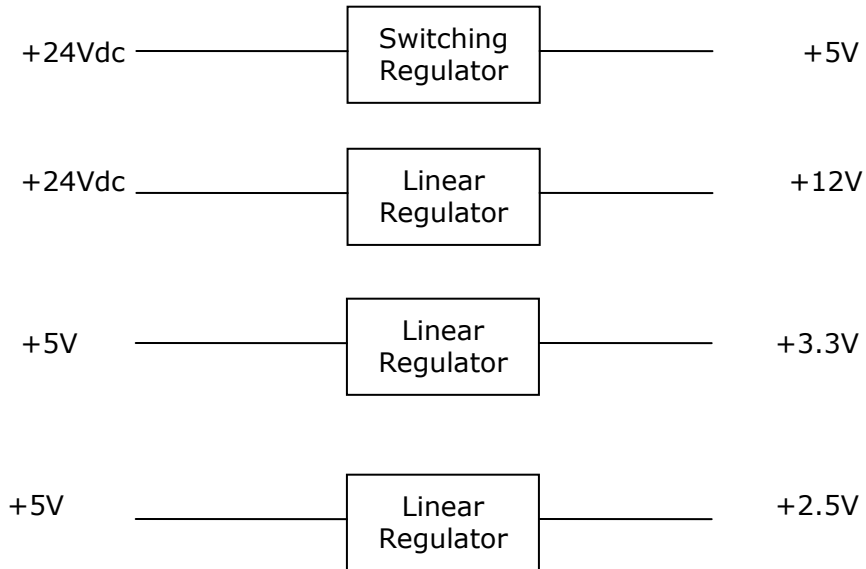 +24Vdc
Switching
Regulator
+5V
+24Vdc
Linear
Regulator
+12V
+5V
Linear
Regulator
+3.3V
+5V
Linear
Regulator
+2.5V